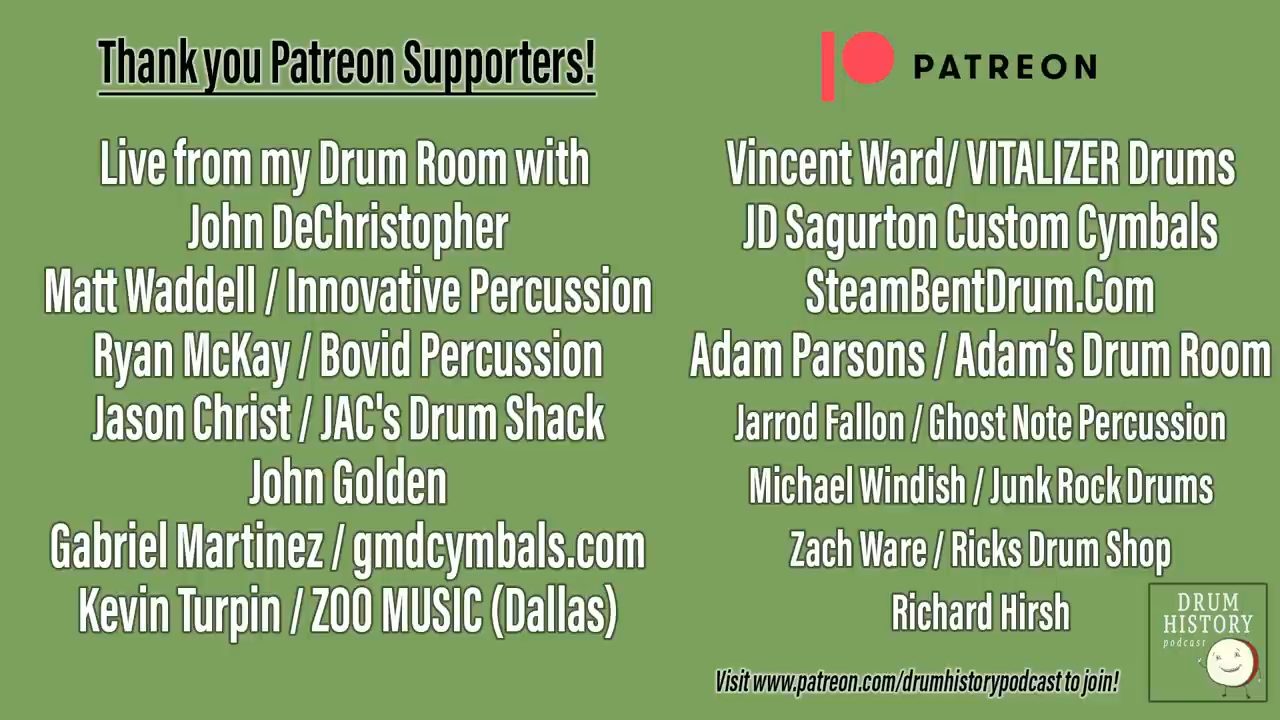 Thank you Patreon Supporters!
Live from my Drum Room with
John DeChristopher
Matt Waddell / Innovative Percussion
Ryan McKay / Bovid Percussion
Jason Christ / JAC's Drum Shack
John Golden
Gabriel Martinez / gmdcymbals.com
Kevin Turpin / ZOO MUSIC (Dallas)
PATREON
Vincent Ward/ VITALIZER Drums
JD Sagurton Custom Cymbals
SteamBentDrum.Com
Adam Parsons / Adam’s Drum Room
Jarrod Fallon / Ghost Note Percussion
Michael Windish / Junk Rock Drums
Zach Ware / Ricks Drum Shop
Richard Hirsh
Visit www.patreon.com/drumhistorypodcast to join!
DRUM
HISTORY
podcast